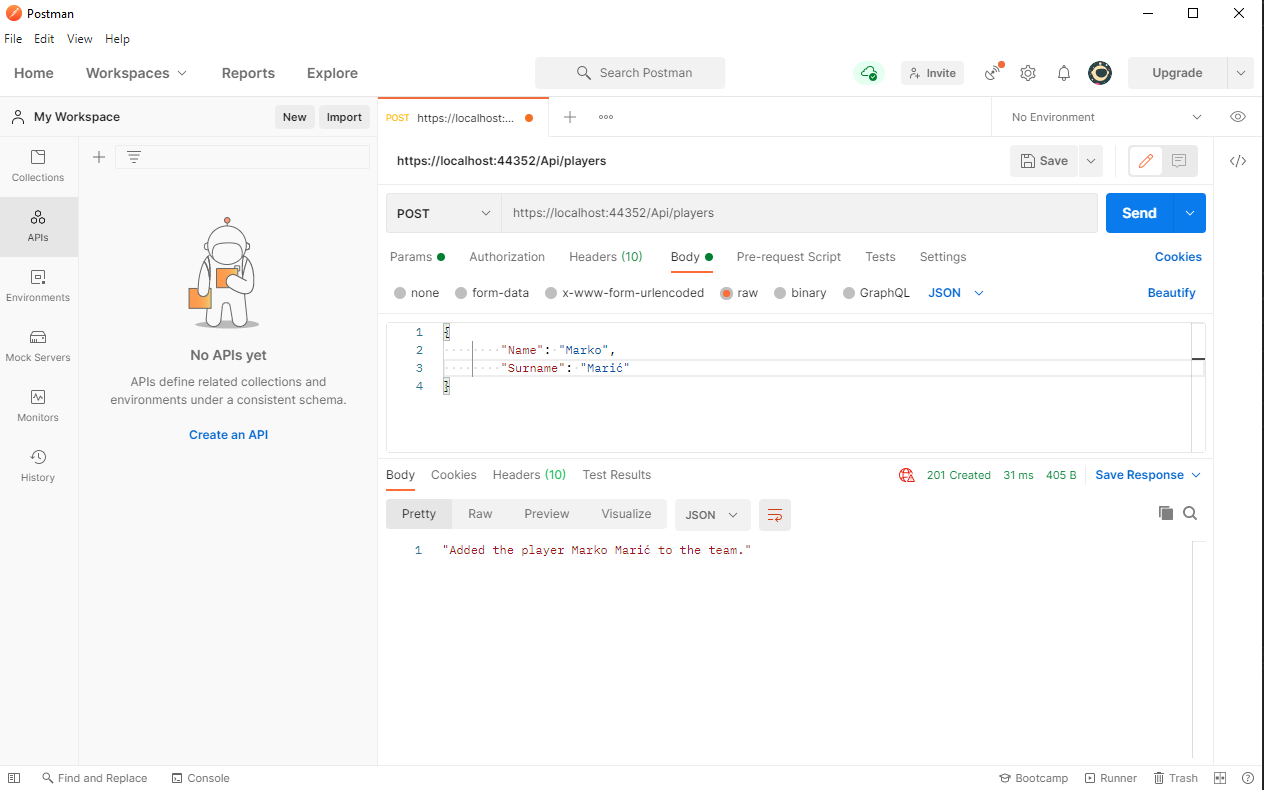 Postman
File Edit View Help
Home Workspaces Reports Explore Search Postman Invite Upgrade
My Workspace New Import
POST https://localhost:... No Environment
Collections
APIs
Environments
Mock Servers
Monitors
History
No APIs yet
APIs define related collections and
environments under a consistent schema.
Create an API
https://localhost:44352/Api/players Save
POST https://localhost:44352/Api/players Send
Params Authorization Headers (10) Body Pre-request Script Tests Settings Cookies
none form-data x-www-form-urlencoded raw binary GraphQL JSON Beautify
1 {
2 "Name": "Marko",
3 "Surname": "Marić"
4 }
Body Cookies Headers (10) Test Results 201 Created 31 ms 405 B Save Response
Pretty Raw Preview Visualize JSON
1 "Added the player Marko Marić to the team."
Find and Replace Console Bootcamp Runner Trash